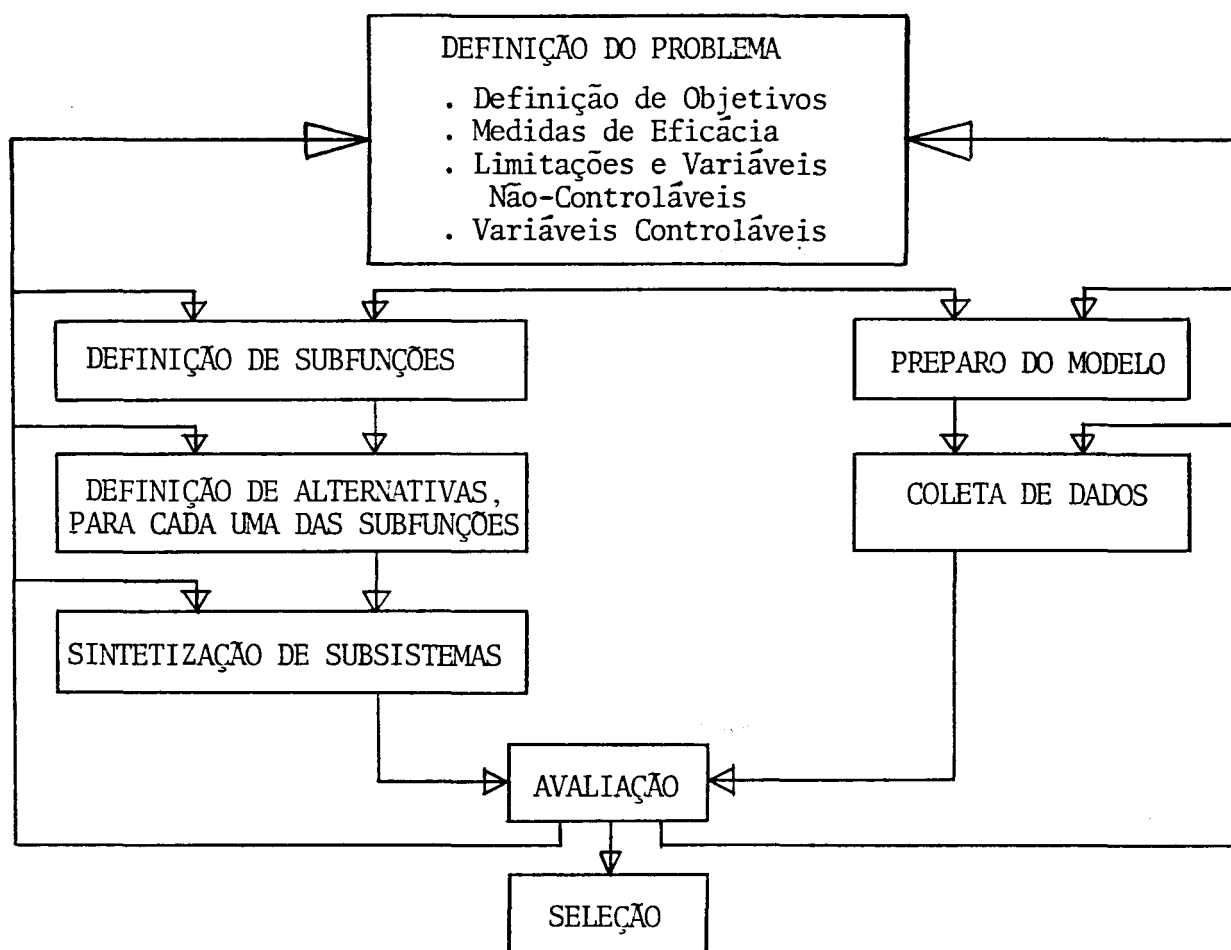 DEFINIÇÃO DO PROBLEMA
. Definição de Objetivos
. Medidas de Eficácia
. Limitações e Variáveis
Não-Controláveis
. Variáveis Controláveis
DEFINIÇÃO DE SUBFUNÇÕES
PREPARO DO MODELO
DEFINIÇÃO DE ALTERNATIVAS,
PARA CADA UMA DAS SUBFUNÇÕES
COLETA DE DADOS
SINTETIZAÇÃO DE SUBSISTEMAS
AVALIAÇÃO
SELEÇÃO